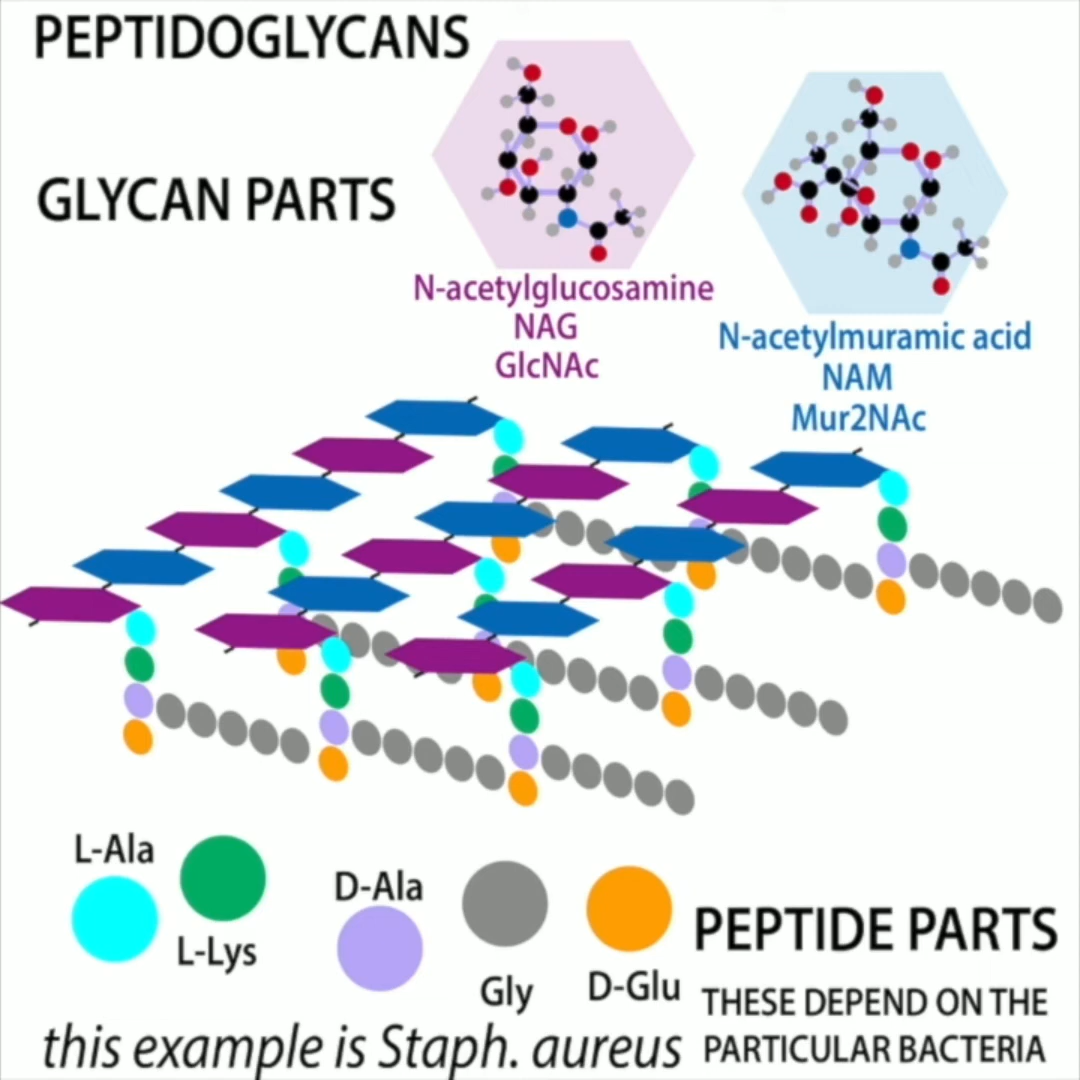 PEPTIDOGLYCANS
GLYCAN PARTS
N-acetylglucosamine
NAG
GlcNAc
N-acetylmuramic acid
NAM
Mur2NAc
L-Ala
L-Lys
D-Ala
Gly
D-Glu
PEPTIDE PARTS
THESE DEPEND ON THE
PARTICULAR BACTERIA
this example is Staph. aureus